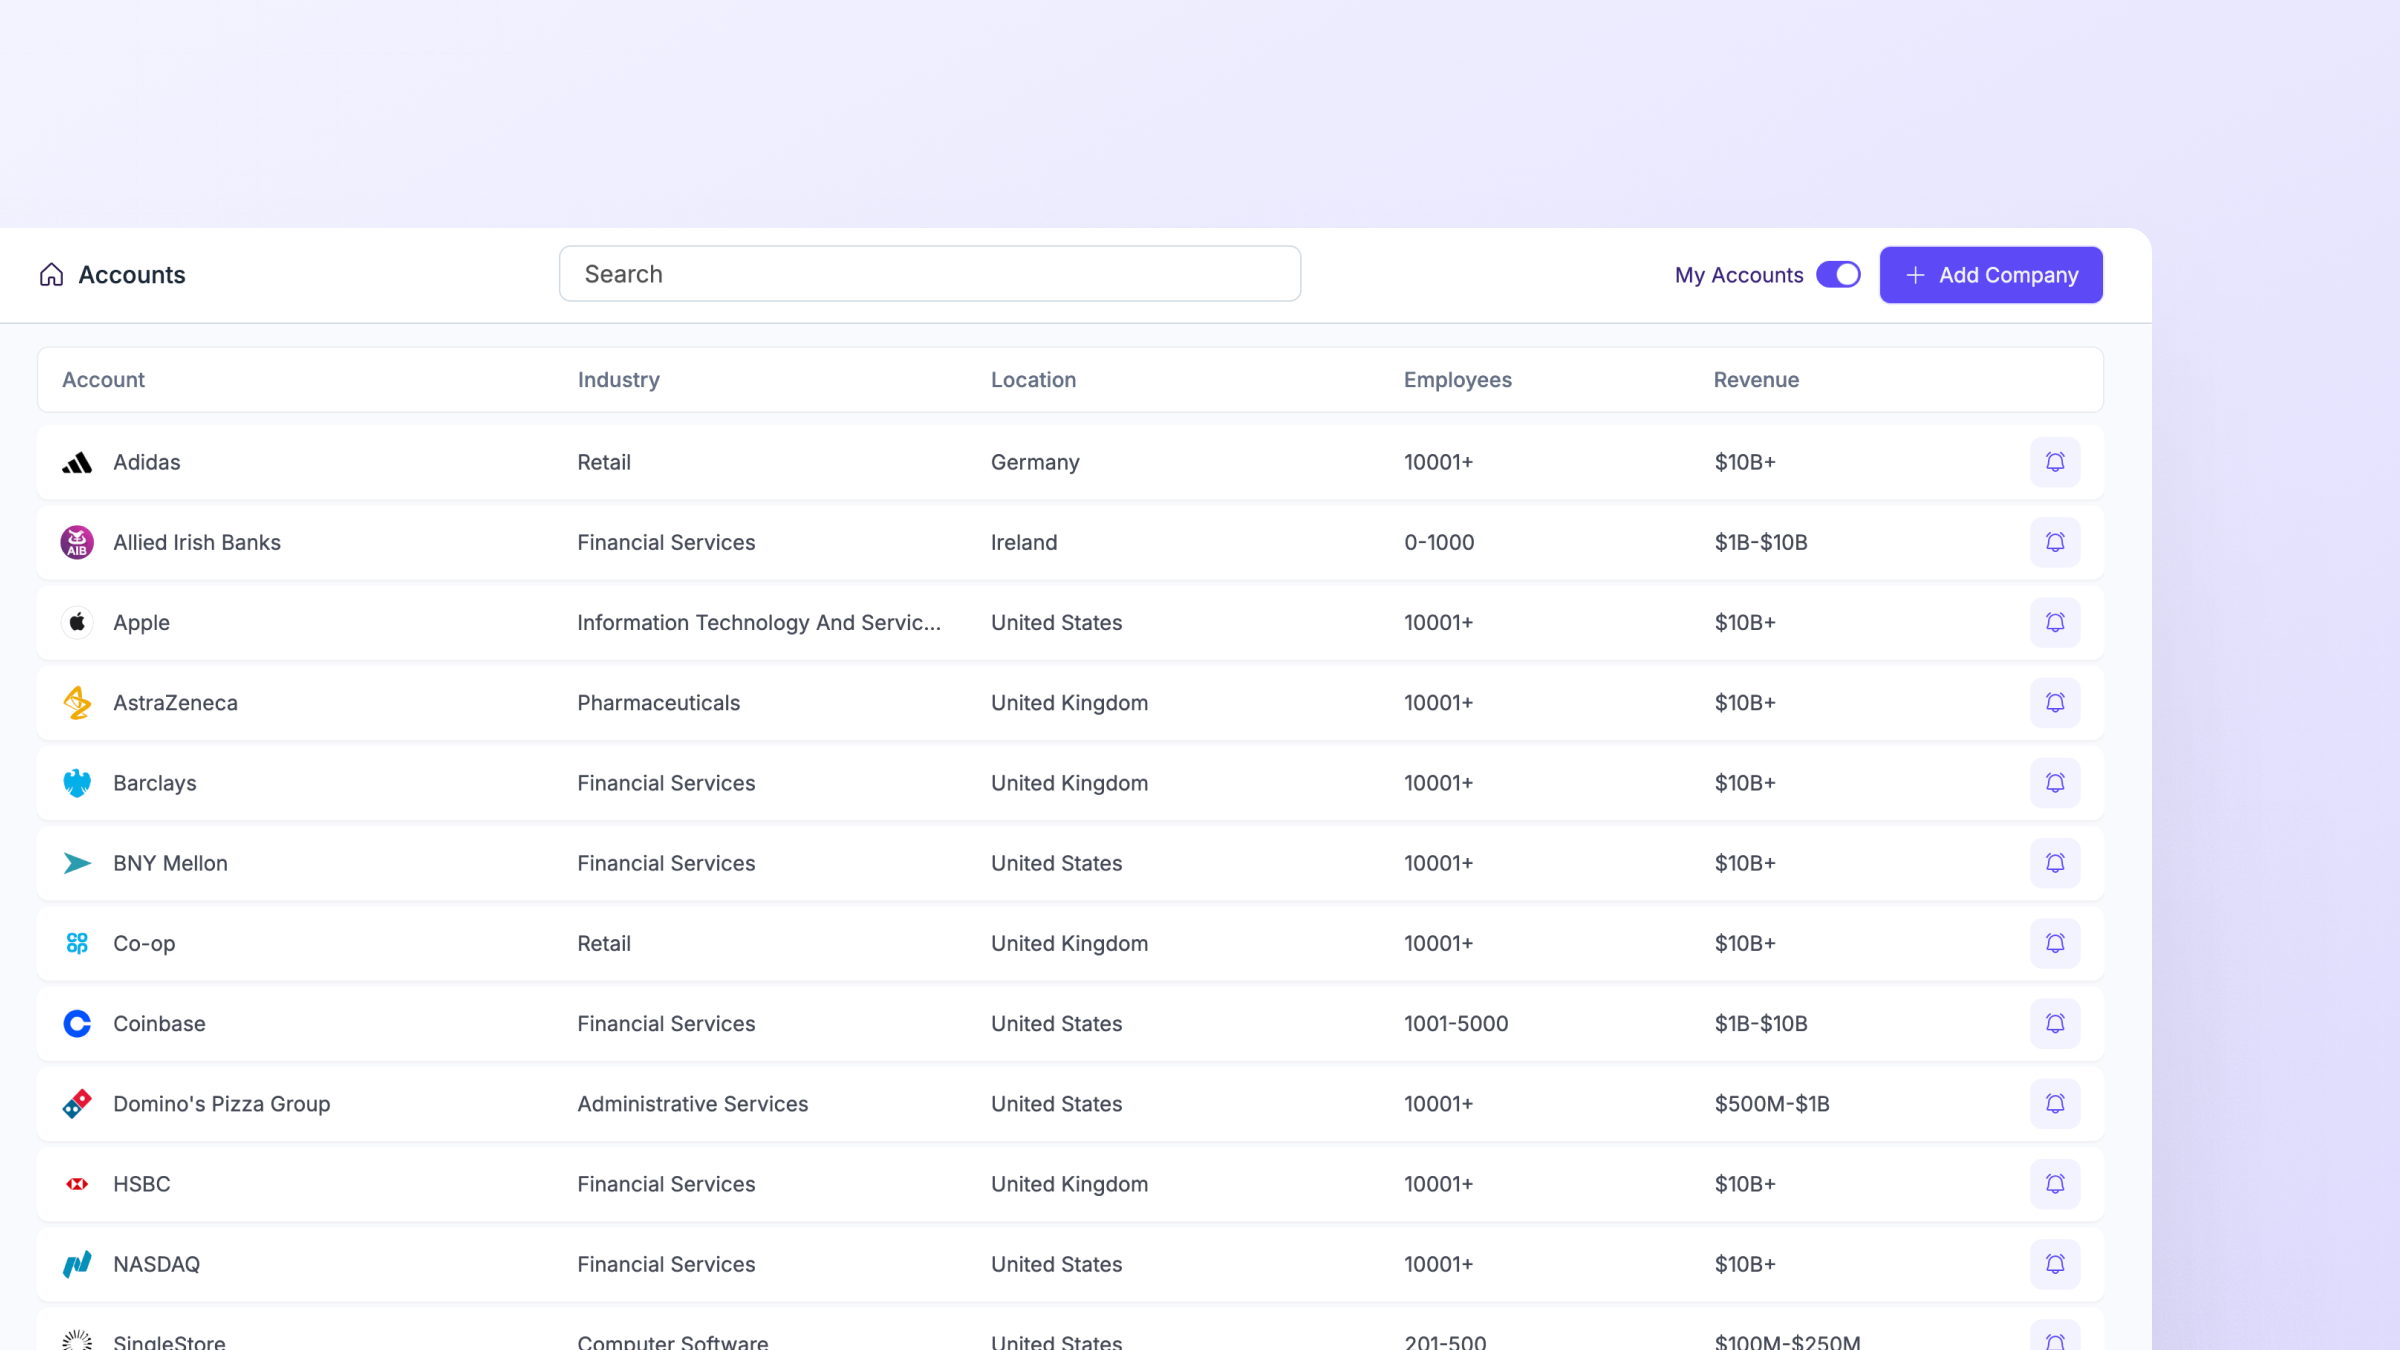 Accounts
Search
My Accounts
Add Company
Account Industry Location Employees Revenue
Adidas Retail Germany 10001+ $10B+
AIB Allied Irish Banks Financial Services Ireland 0-1000 $1B-$10B
Apple Information Technology And Servic... United States 10001+ $10B+
AstraZeneca Pharmaceuticals United Kingdom 10001+ $10B+
Barclays Financial Services United Kingdom 10001+ $10B+
BNY Mellon Financial Services United States 10001+ $10B+
CO OP Co-op Retail United Kingdom 10001+ $10B+
Coinbase Financial Services United States 1001-5000 $1B-$10B
Domino's Pizza Group Administrative Services United States 10001+ $500M-$1B
HSBC Financial Services United Kingdom 10001+ $10B+
NASDAQ Financial Services United States 10001+ $10B+
SingleStore Computer Software United States 201-500 $100M-$250M